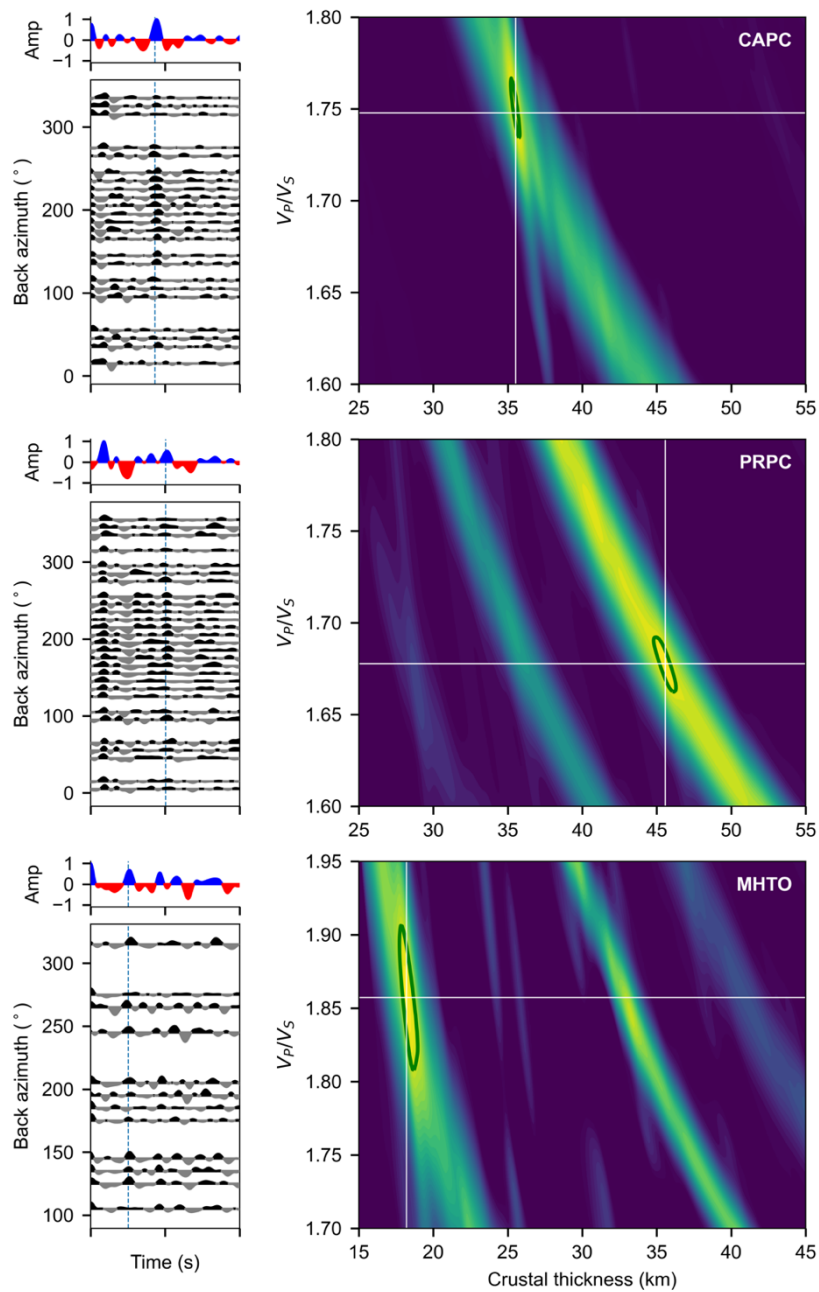 Amp
1
0
−1
Back azimuth (°)
300
200
100
0
CAPC
VP/VS
1.80
1.75
1.70
1.65
1.60
25 30 35 40 45 50 55
Amp
1
0
−1
Back azimuth (°)
300
200
100
0
PRPC
VP/VS
1.80
1.75
1.70
1.65
1.60
25 30 35 40 45 50 55
Amp
1
0
−1
Back azimuth (°)
300
250
200
150
100
Time (s)
MHTO
VP/VS
1.95
1.90
1.85
1.80
1.75
1.70
15 20 25 30 35 40 45
Crustal thickness (km)